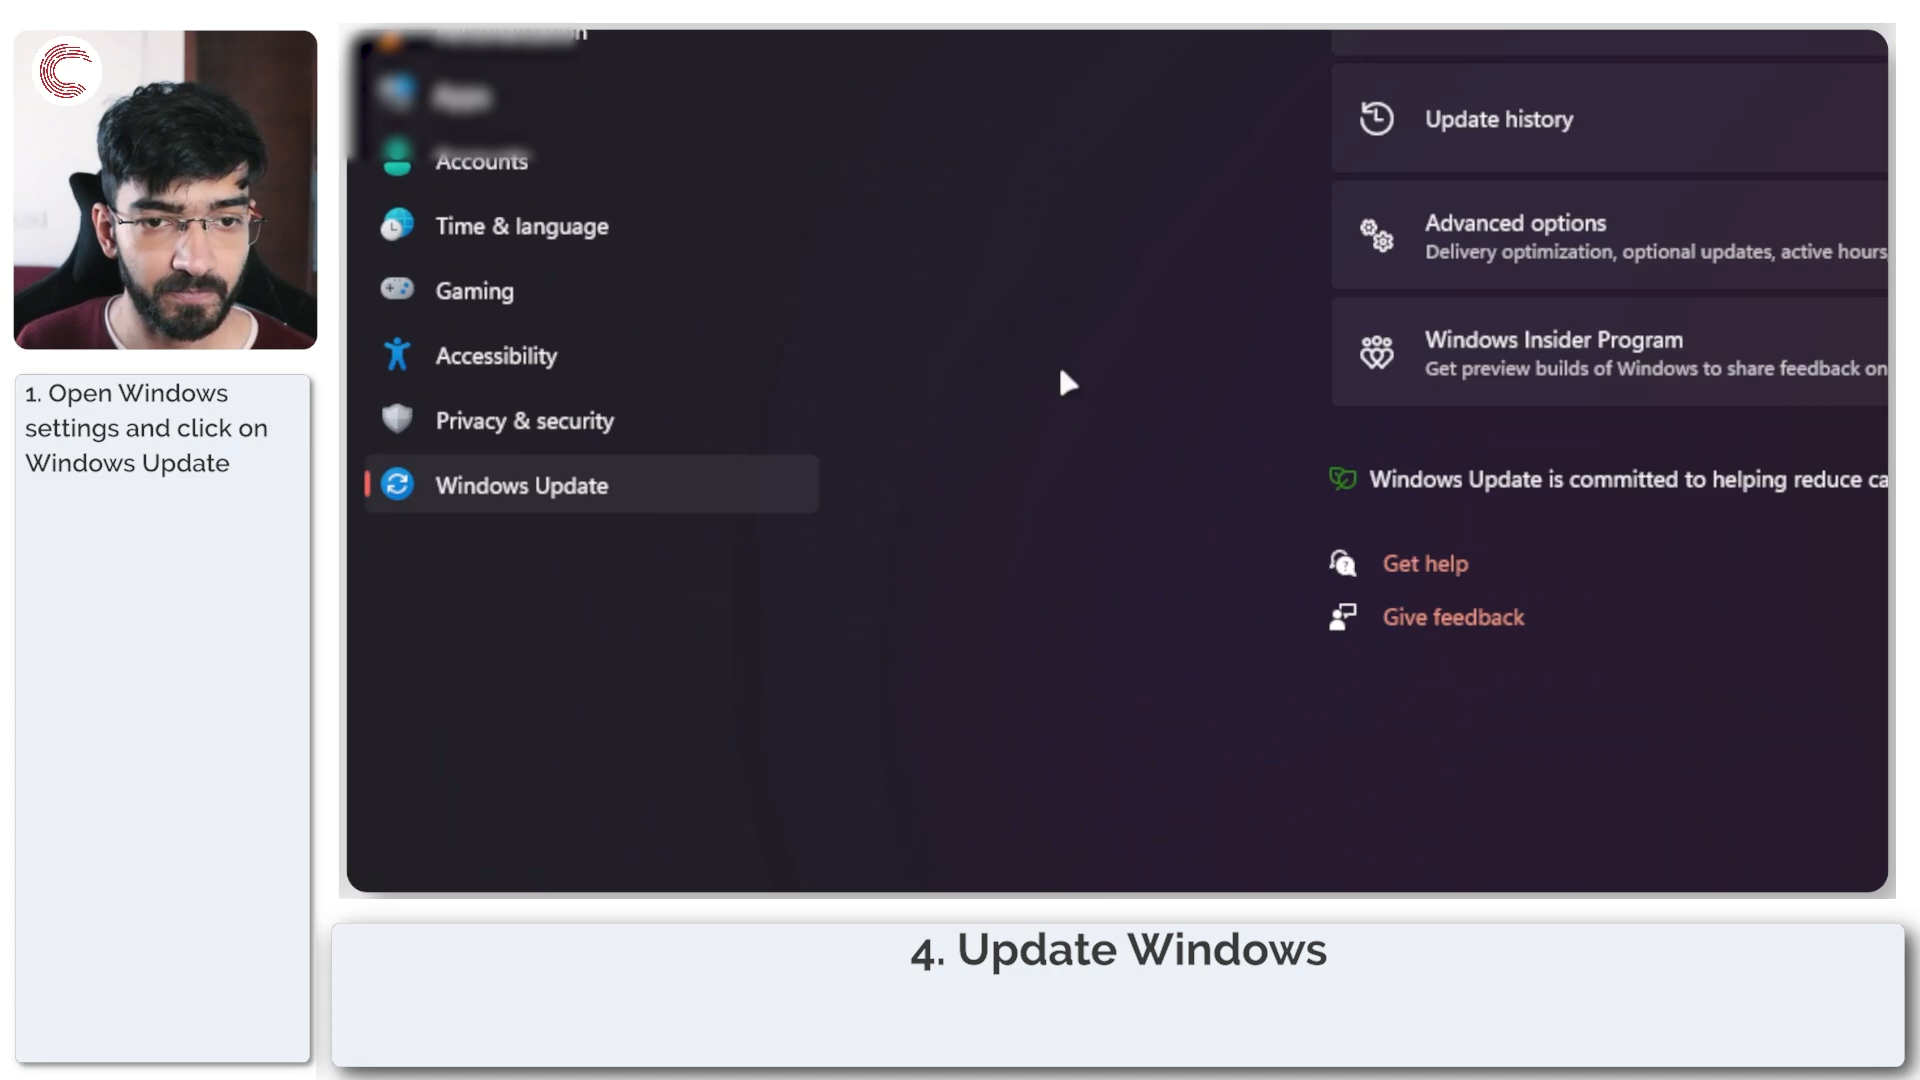 1. Open Windows
settings and click on
Windows Update
Apps
Accounts
Time & language
Gaming
Accessibility
Privacy & security
Windows Update
Update history
Advanced options
Delivery optimization, optional updates, active hours,
Windows Insider Program
Get preview builds of Windows to share feedback on
Windows Update is committed to helping reduce ca
Get help
Give feedback
4. Update Windows